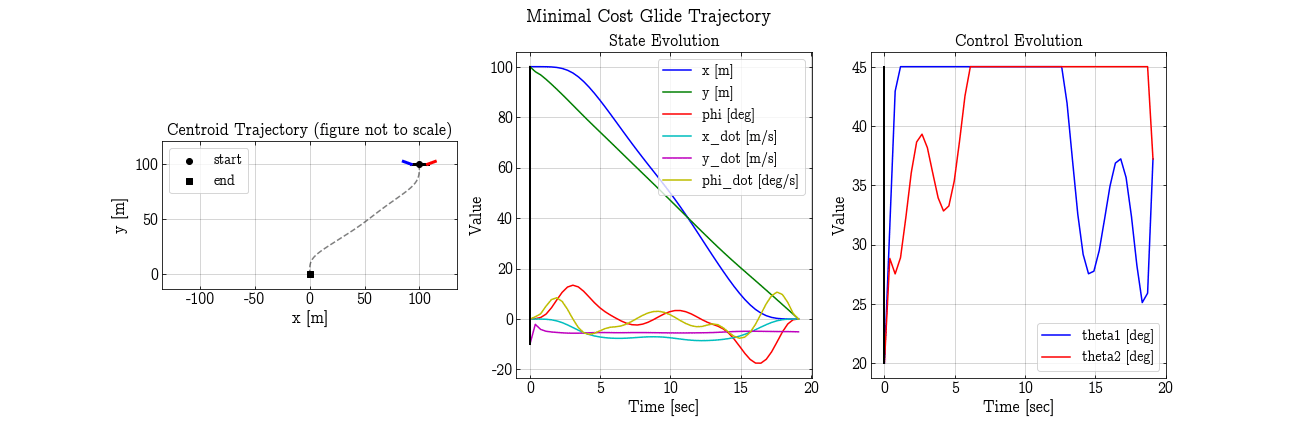 Minimal Cost Glide Trajectory
Centroid Trajectory (figure not to scale)
start
end
100
50
0
y [m]
-100 -50 0 50 100
x [m]
State Evolution
x [m]
y [m]
phi [deg]
x_dot [m/s]
y_dot [m/s]
phi_dot [deg/s]
100
80
60
40
20
0
-20
Value
0 5 10 15 20
Time [sec]
Control Evolution
45
40
35
30
25
20
Value
theta1 [deg]
theta2 [deg]
0 5 10 15 20
Time [sec]